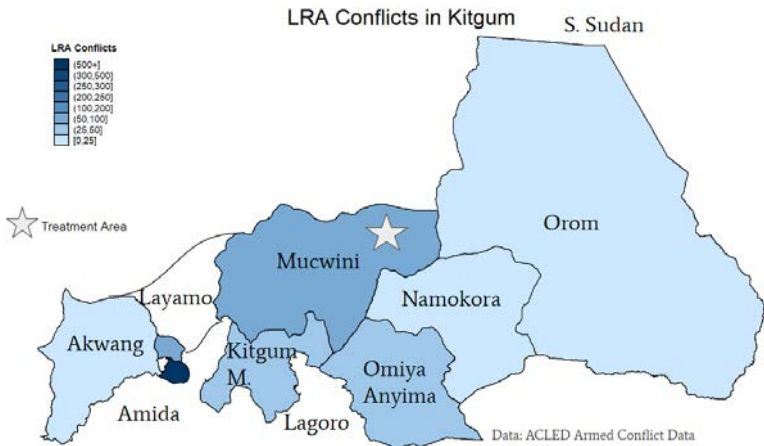 LRA Conflicts in Kitgum
S. Sudan
LRA Conflicts
(500+]
(300,500]
(250,300]
(200,250]
(100,200]
(50,100]
(25,50]
[0,25]
Treatment Area
Orom
Mucwini
Namokora
Layamo
Akwang
Kitgum
M.
Omiya
Anyima
Amida
Lagoro
Data: ACLED Armed Conflict Data